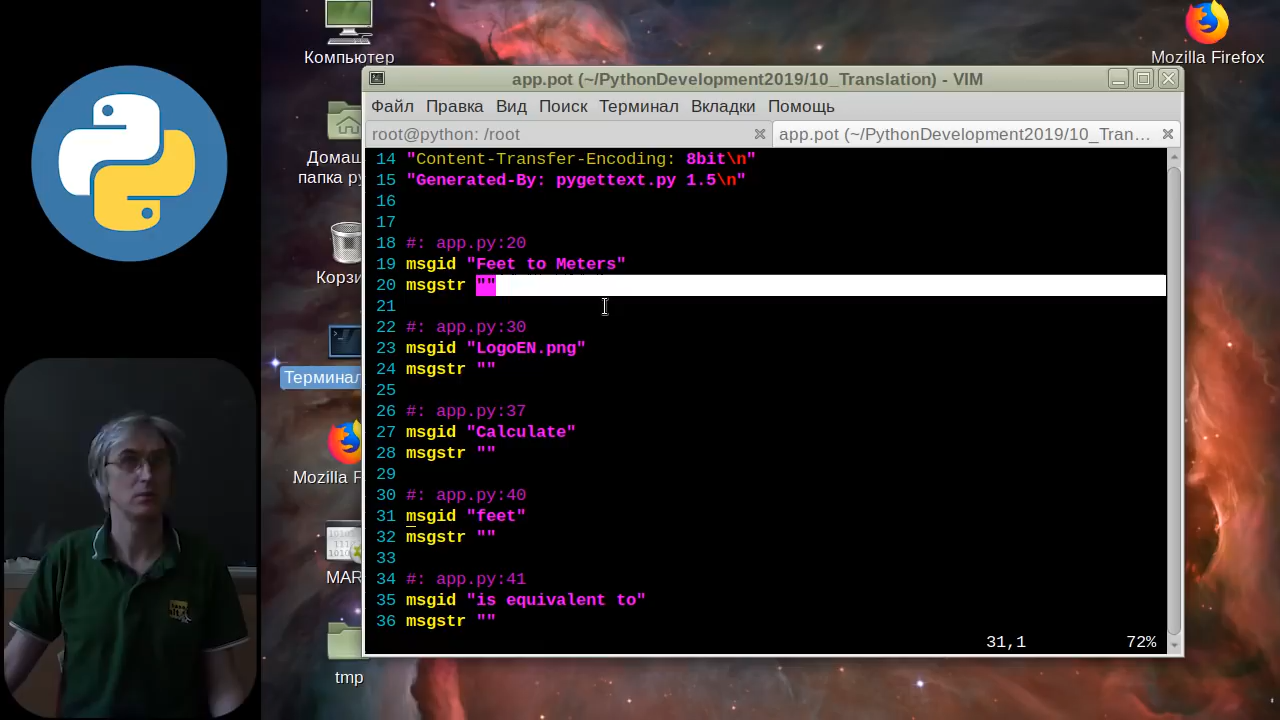 Компьютер
Mozilla Firefox
app.pot (~/PythonDevelopment2019/10_Translation) - VIM
Файл Правка Вид Поиск Терминал Вкладки Помощь
root@python: /root
app.pot (~/PythonDevelopment2019/10_Tran…
Домаш
папка ру
Корзи
Терминал
Mozilla F
MAR
tmp
14 "Content-Transfer-Encoding: 8bit\n"
15 "Generated-By: pygettext.py 1.5\n"
16
17
18 #: app.py:20
19 msgid "Feet to Meters"
20 msgstr ""
21
22 #: app.py:30
23 msgid "LogoEN.png"
24 msgstr ""
25
26 #: app.py:37
27 msgid "Calculate"
28 msgstr ""
29
30 #: app.py:40
31 msgid "feet"
32 msgstr ""
33
34 #: app.py:41
35 msgid "is equivalent to"
36 msgstr ""
31,1 72%